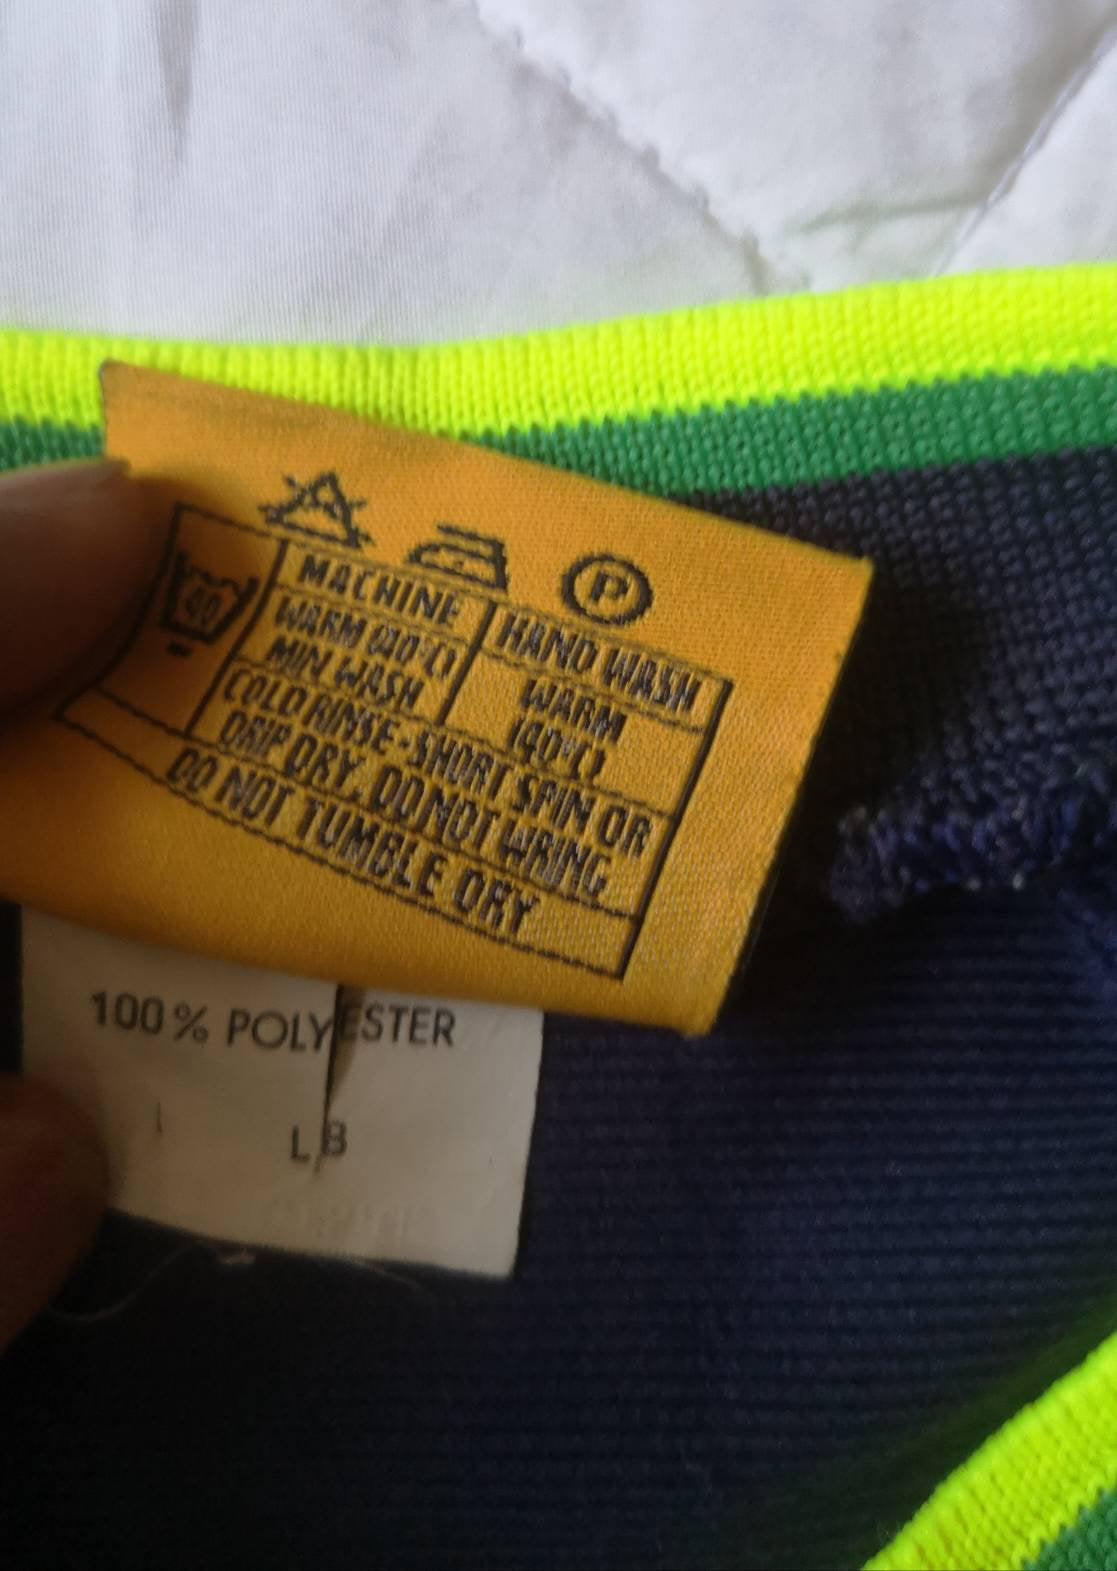 P
40
MACHINE
WARM (40°C)
MIN WASH
HAND WASH
WARM
(40°C)
COLD RINSE-SHORT SPIN OR
DRIP DRY. DO NOT WRING
DO NOT TUMBLE DRY
100% POLYESTER
LB